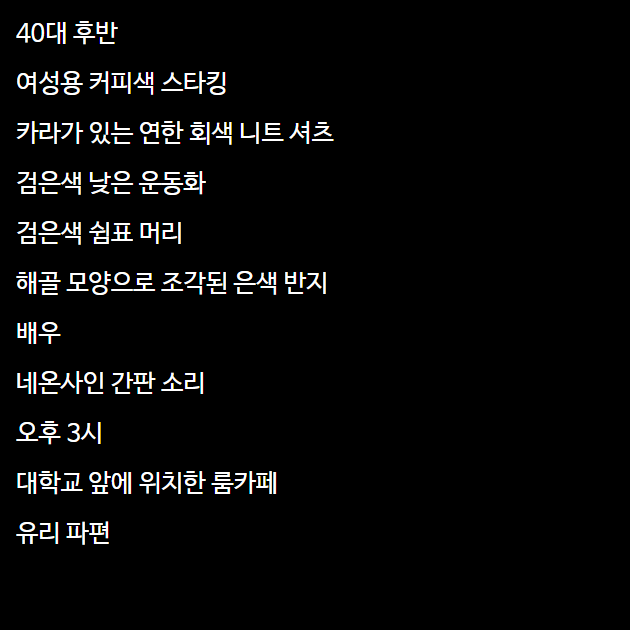 40대 후반
여성용 커피색 스타킹
카라가 있는 연한 회색 니트 셔츠
검은색 낮은 운동화
검은색 쉼표 머리
해골 모양으로 조각된 은색 반지
배우
네온사인 간판 소리
오후 3시
대학교 앞에 위치한 룸카페
유리 파편